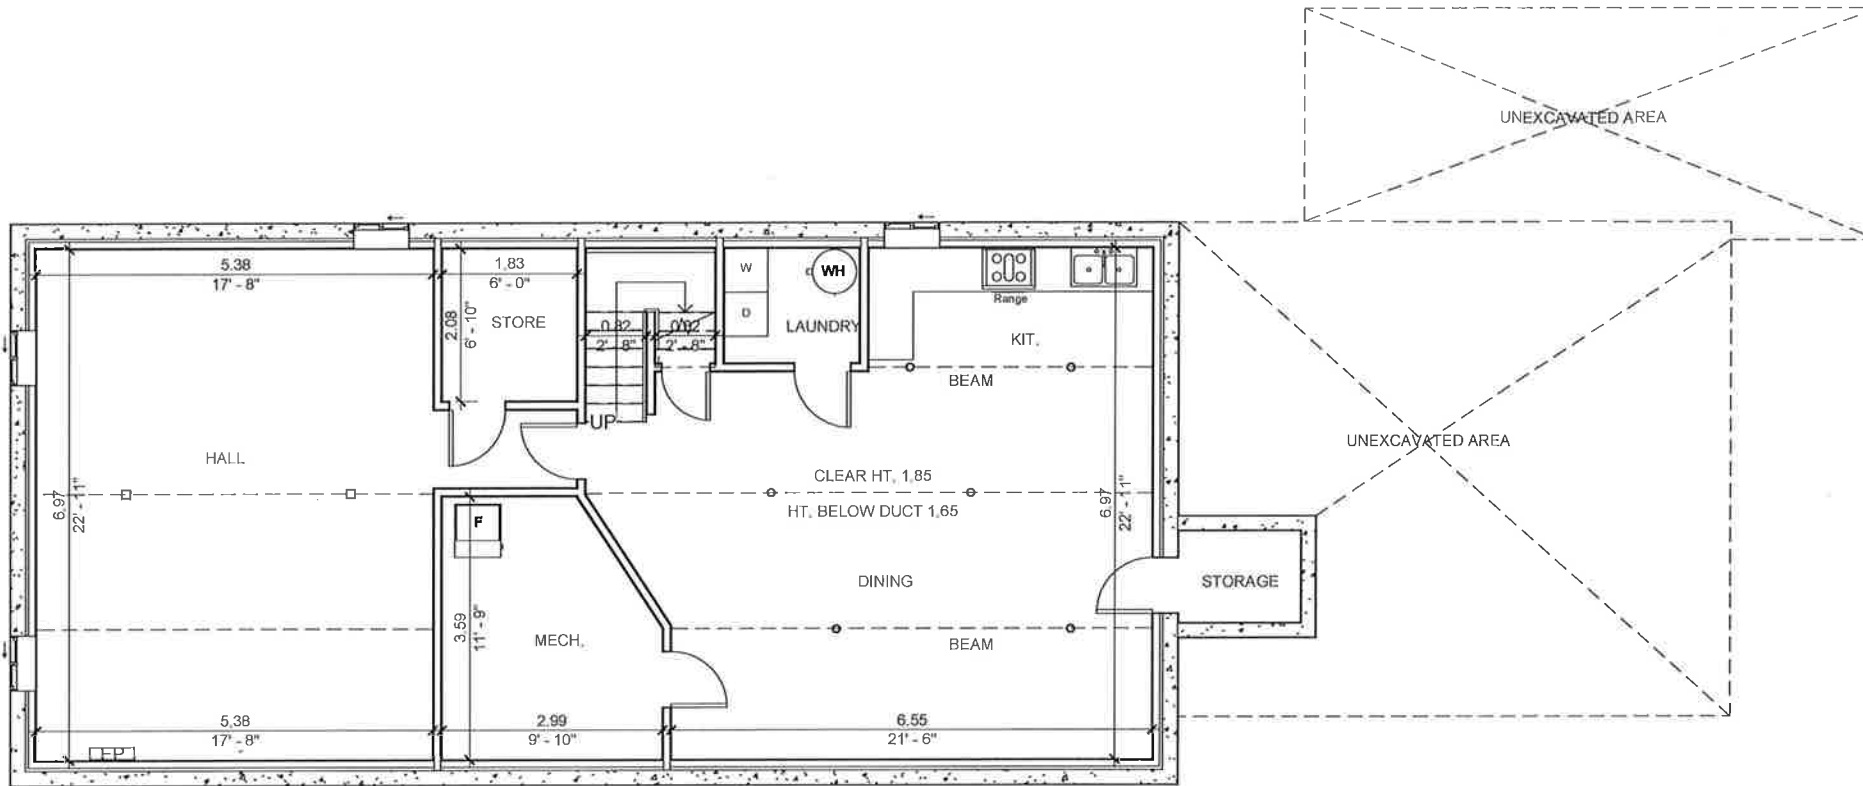 UNEXCAVATED AREA
5.38
17' - 8"
1.83
6' - 0"
2.08
6' - 10"
STORE
0.82
2' - 8"
2' - 8"
UP
W
D
WH
LAUNDRY
Range
KIT.
BEAM
HALL
6.97
22' - 11"
CLEAR HT. 1.85
HT. BELOW DUCT 1.65
6.97
22' - 11"
UNEXCAVATED AREA
F
DINING
STORAGE
3.59
11' - 9"
MECH.
BEAM
5.38
17' - 8"
2.99
9' - 10"
6.55
21' - 6"
EP